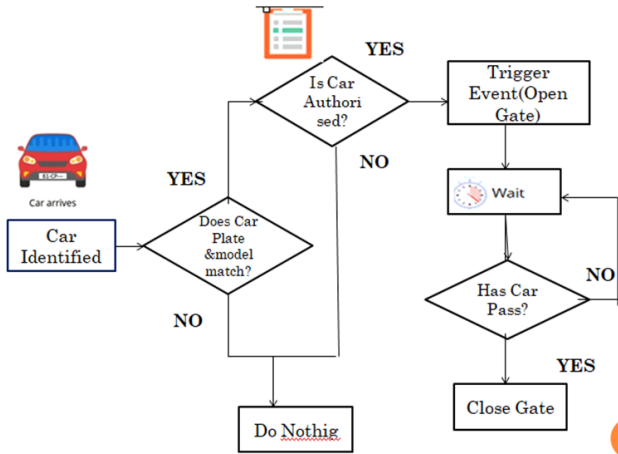 YES
Is Car
Authori
sed?
Trigger
Event(Open
Gate)
NO
Car arrives
YES
Wait
Car
Identified
Does Car
Plate
&model
match?
NO
Has Car
Pass?
NO
YES
Close Gate
Do Nothig